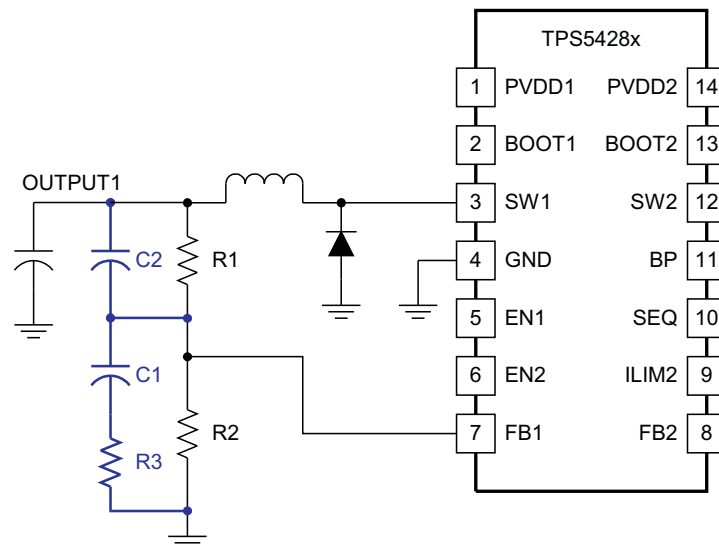 TPS5428x
1 PVDD1 PVDD2 14
2 BOOT1 BOOT2 13
OUTPUT1
3 SW1 SW2 12
C2 R1
4 GND BP 11
5 EN1 SEQ 10
C1
6 EN2 ILIM2 9
R2
7 FB1 FB2 8
R3